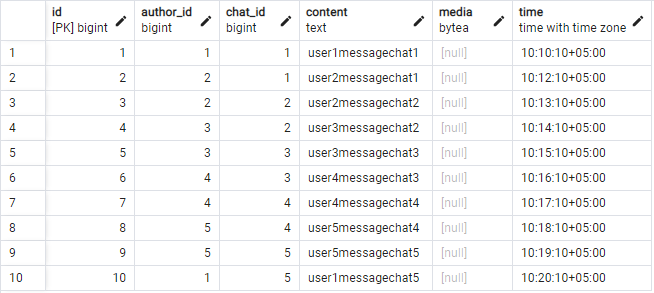 id author_id chat_id content media time
[PK] bigint bigint bigint text bytea time with time zone
1 1 1 1 user1messagechat1 [null] 10:10:10+05:00
2 2 2 1 user2messagechat1 [null] 10:12:10+05:00
3 3 2 2 user2messagechat2 [null] 10:13:10+05:00
4 4 3 2 user3messagechat2 [null] 10:14:10+05:00
5 5 3 3 user3messagechat3 [null] 10:15:10+05:00
6 6 4 3 user4messagechat3 [null] 10:16:10+05:00
7 7 4 4 user4messagechat4 [null] 10:17:10+05:00
8 8 5 4 user5messagechat4 [null] 10:18:10+05:00
9 9 5 5 user5messagechat5 [null] 10:19:10+05:00
10 10 1 5 user1messagechat5 [null] 10:20:10+05:00